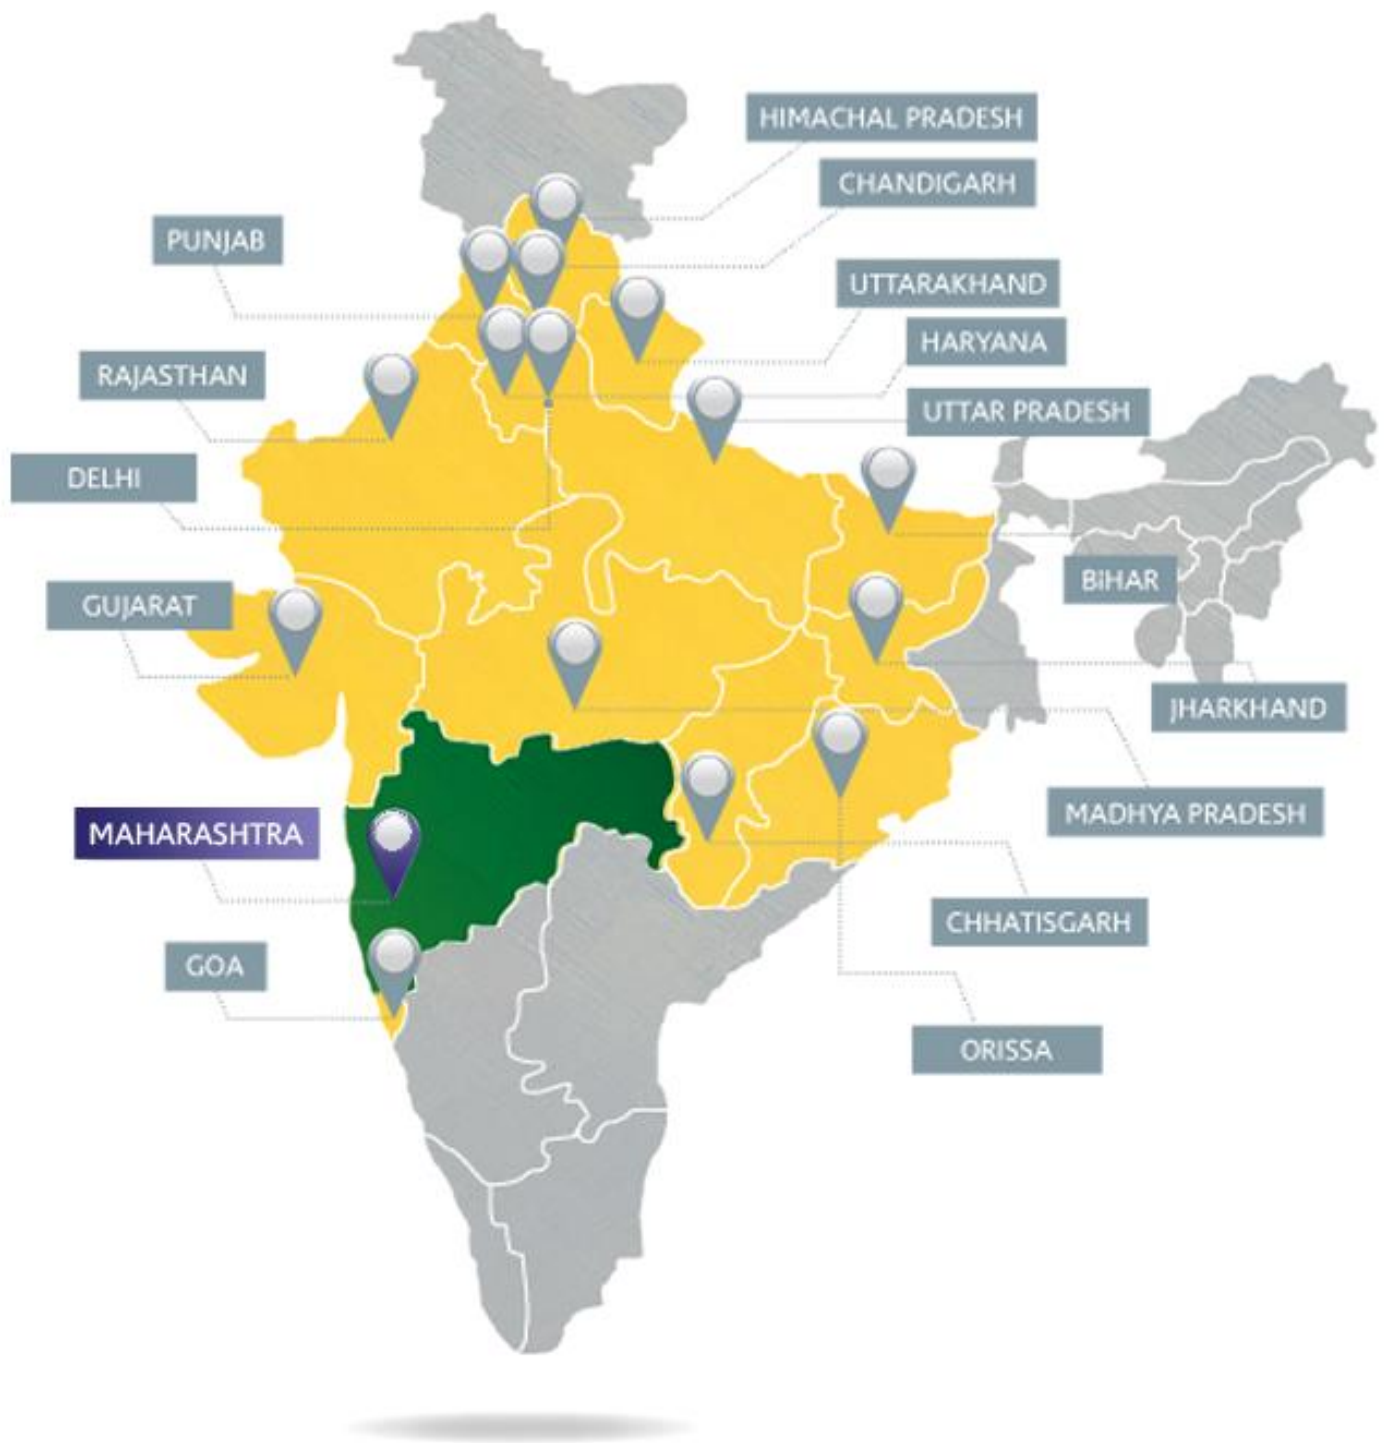 HIMACHAL PRADESH
CHANDIGARH
PUNJAB
UTTARAKHAND
HARYANA
RAJASTHAN
UTTAR PRADESH
DELHI
BiHAR
GUJARAT
JHARKHAND
MADHYA PRADESH
MAHARASHTRA
CHHATISGARH
GOA
ORISSA